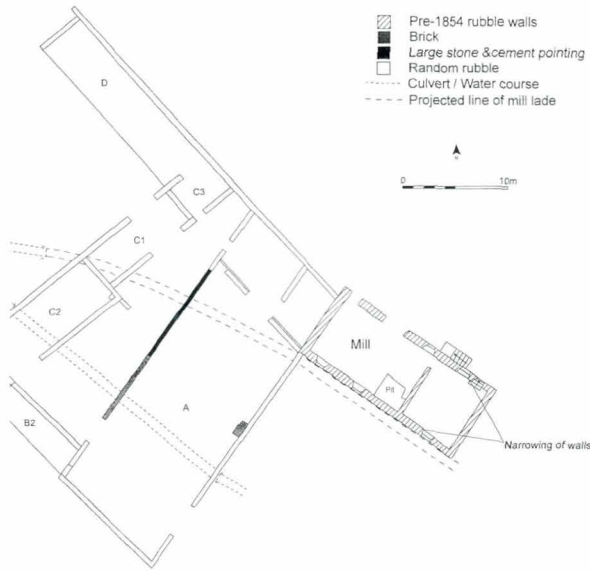 Pre-1854 rubble walls
Brick
Large stone &cement pointing
Random rubble
Culvert / Water course
Projected line of mill lade
N
0 10m
D
C3
C1
C2
Mill
Pit
A
B2
Narrowing of walls